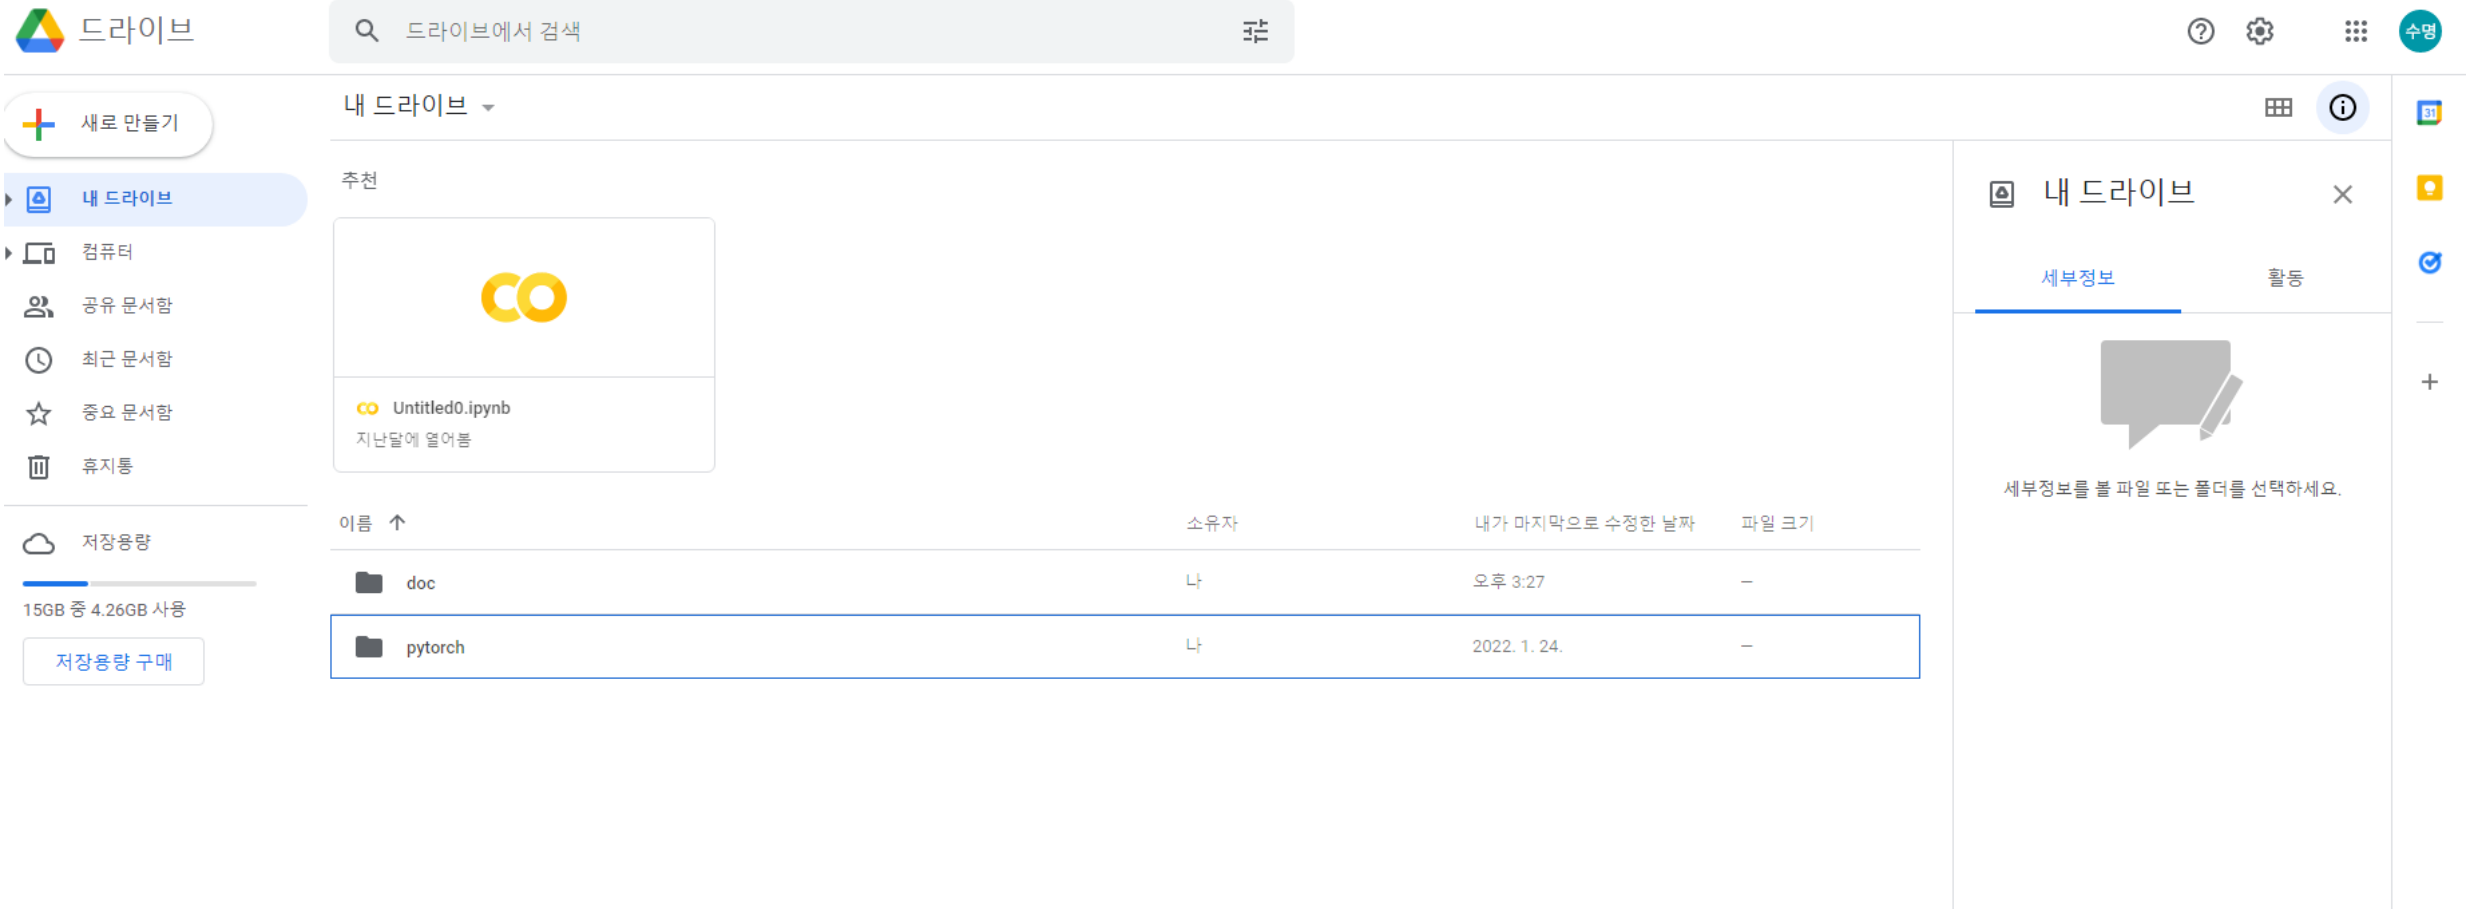 드라이브
드라이브에서 검색
수명
새로 만들기
내 드라이브
컴퓨터
공유 문서함
최근 문서함
중요 문서함
휴지통
저장용량
15GB 중 4.26GB 사용
저장용량 구매
내 드라이브
추천
Untitled0.ipynb
지난달에 열어봄
이름 소유자 내가 마지막으로 수정한 날짜 파일 크기
doc 나 오후 3:27 –
pytorch 나 2022. 1. 24. –
내 드라이브
세부정보 활동
세부정보를 볼 파일 또는 폴더를 선택하세요.
31